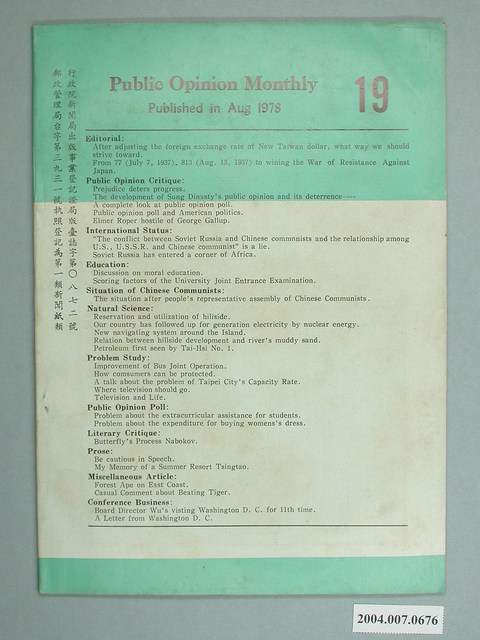 Public Opinion Monthly
Published in Aug 1978
19
行政院新聞局出版事業登記證局版臺誌字第〇八七二號
郵政管理局台字第三九三一號執照登記為第一類新聞紙類
Editorial:
After adjusting the foreign exchange rate of New Taiwan dollar, what way we should
strive toward.
From 77 (July 7, 1937), 813 (Aug. 13, 1937) to wining the War of Resistance Against
Japan.
Public Opinion Critique:
Prejudice deters progress.
The development of Sung Dinasty's public opinion and its deterrence----
A complete look at public opinion poll.
Public opinion poll and American politics.
Elmer Roper hostile of George Gallup.
International Status:
"The conflict between Soviet Russia and Chinese commnnists and the relationship among
U.S., U.S.S.R. and Chinese communist" is a lie.
Soviet Russia has entered a corner of Africa.
Education:
Discussion on moral education.
Scoring factors of the University Joint Entrance Examination.
Situation of Chinese Communists:
The situation after people's representative assembly of Chinese Communists.
Natural Science:
Reservation and utilization of hiliside.
Our country has followed up for generation electricity by nuclear energy.
New navigating system around the Island.
Relation between hillside development and river's muddy sand.
Petroleum first seen by Tai-Hsi No. 1.
Problem Study:
Improvement of Bus Joint Operation.
How comsumers can be protected.
A talk about the problem of Taipei City's Capacity Rate.
Where television should go.
Television and Life.
Public Opinion Poll:
Problem about the extracurricular assistance for students.
Problem about the expenditure for buying womens's dress.
Literary Critique:
Butterfly's Process Nabokov.
Prose:
Be cautious in Speech.
My Memory of a Summer Resort Tsingtao.
Miscellaneous Article:
Forest Ape on East Coast.
Casual Comment about Beating Tiger.
Conference Business:
Board Director Wu's visting Washington D. C. for 11th time.
A Letter from Washington D. C.
2004.007.0676